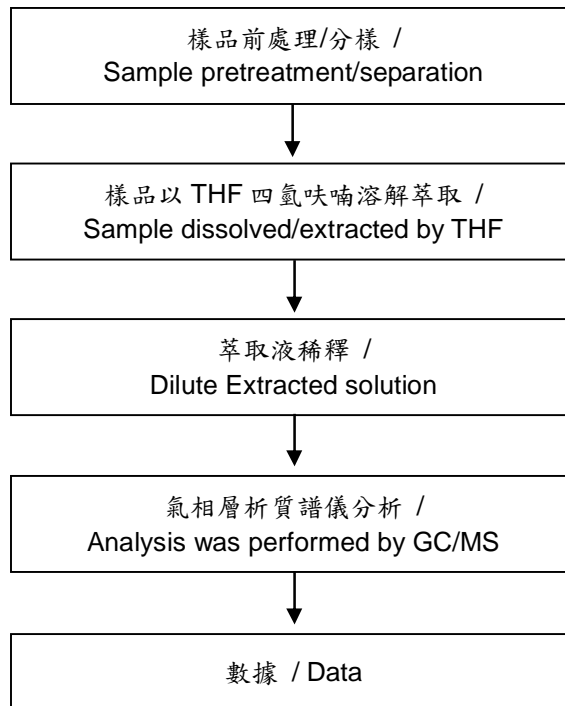 樣品前處理/分樣 /
Sample pretreatment/separation
樣品以 THF 四氫呋喃溶解萃取 /
Sample dissolved/extracted by THF
萃取液稀釋 /
Dilute Extracted solution
氣相層析質譜儀分析 /
Analysis was performed by GC/MS
數據 / Data